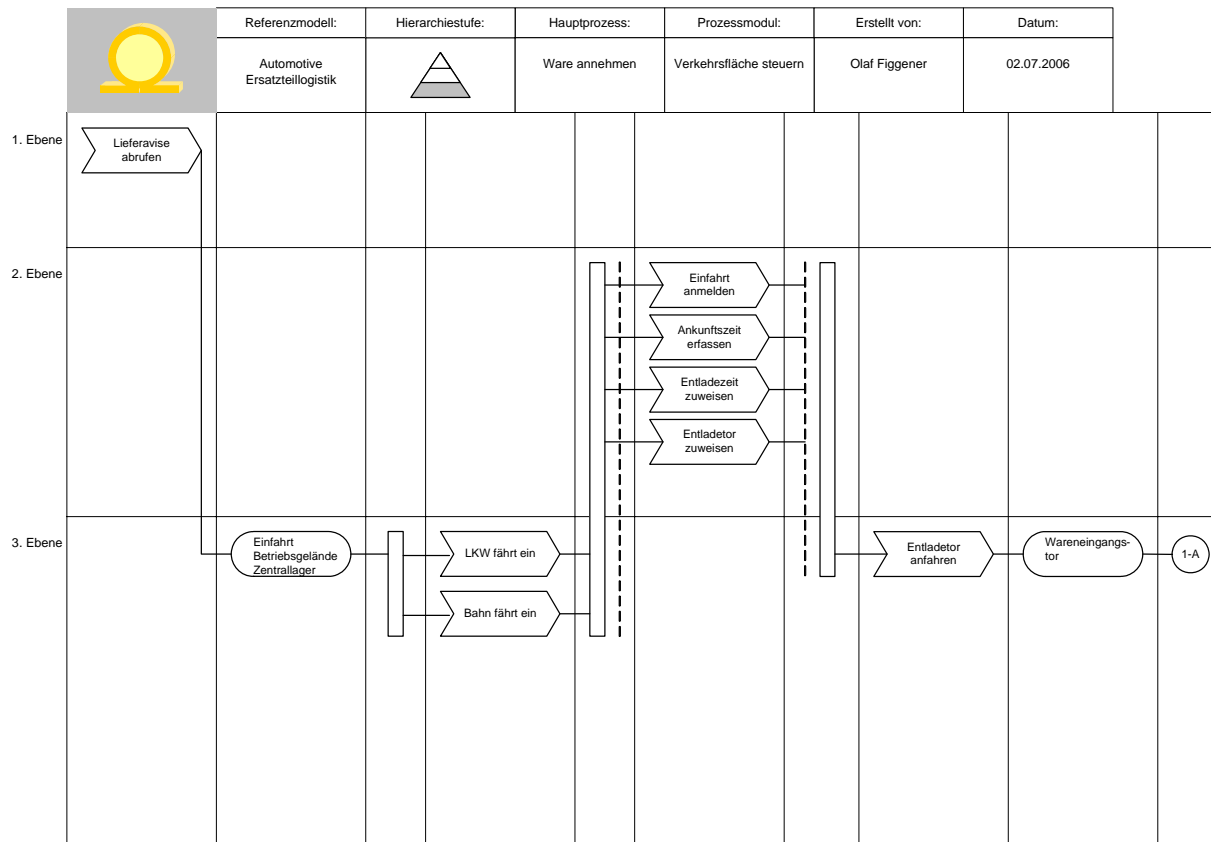 Referenzmodell:
Hierarchiestufe:
Hauptprozess:
Prozessmodul:
Erstellt von:
Datum:
Automotive
Ersatzteillogistik
Ware annehmen
Verkehrsfläche steuern
Olaf Figgener
02.07.2006
1. Ebene
Lieferavise
abrufen
2. Ebene
Einfahrt
anmelden
Ankunftszeit
erfassen
Entladezeit
zuweisen
Entladetor
zuweisen
3. Ebene
Einfahrt
Betriebsgelände
Zentrallager
LKW fährt ein
Bahn fährt ein
Entladetor
anfahren
Wareneingangs-
tor
1-A